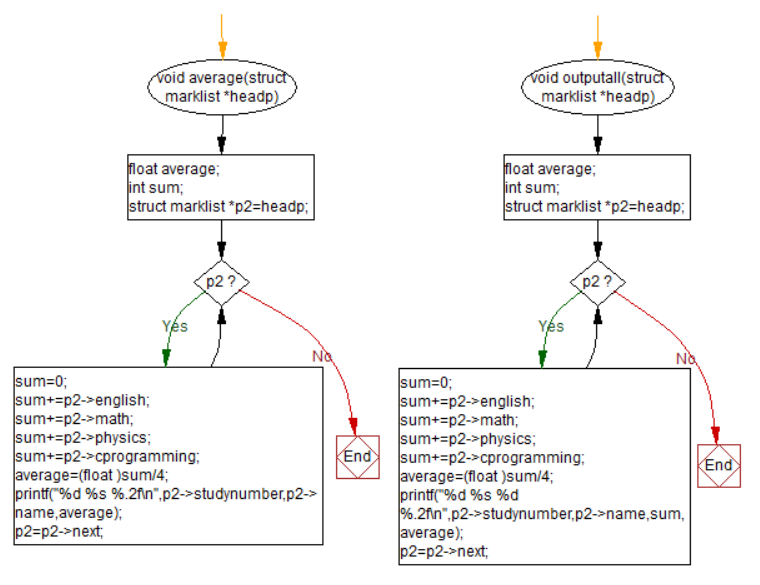 void average(struct
marklist *headp)
float average;
int sum;
struct marklist *p2=headp;
p2 ?
Yes
No
sum=0;
sum+=p2->english;
sum+=p2->math;
sum+=p2->physics;
sum+=p2->cprogramming;
average=(float )sum/4;
printf("%d %s %.2f\n",p2->studynumber,p2->
name,average);
p2=p2->next;
End
void outputall(struct
marklist *headp)
float average;
int sum;
struct marklist *p2=headp;
p2 ?
Yes
No
sum=0;
sum+=p2->english;
sum+=p2->math;
sum+=p2->physics;
sum+=p2->cprogramming;
average=(float )sum/4;
printf("%d %s %d
%.2f\n",p2->studynumber,p2->name,sum,
average);
p2=p2->next;
End